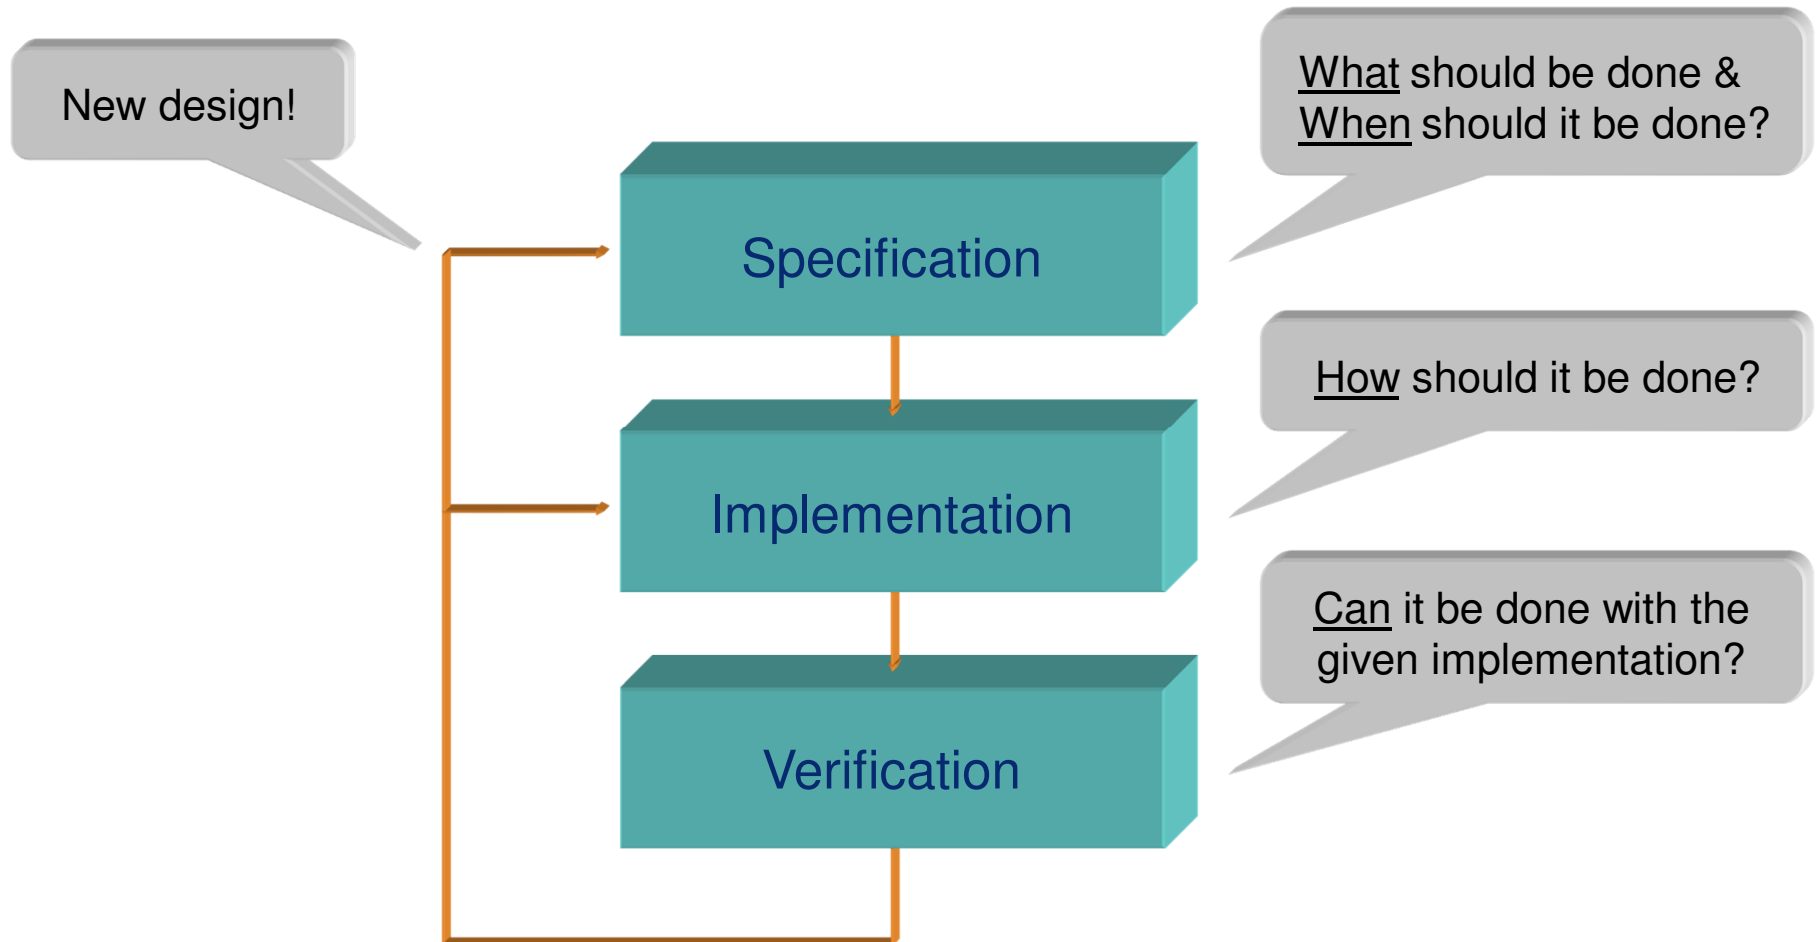 New design!
What should be done &
When should it be done?
Specification
How should it be done?
Implementation
Can it be done with the
given implementation?
Verification